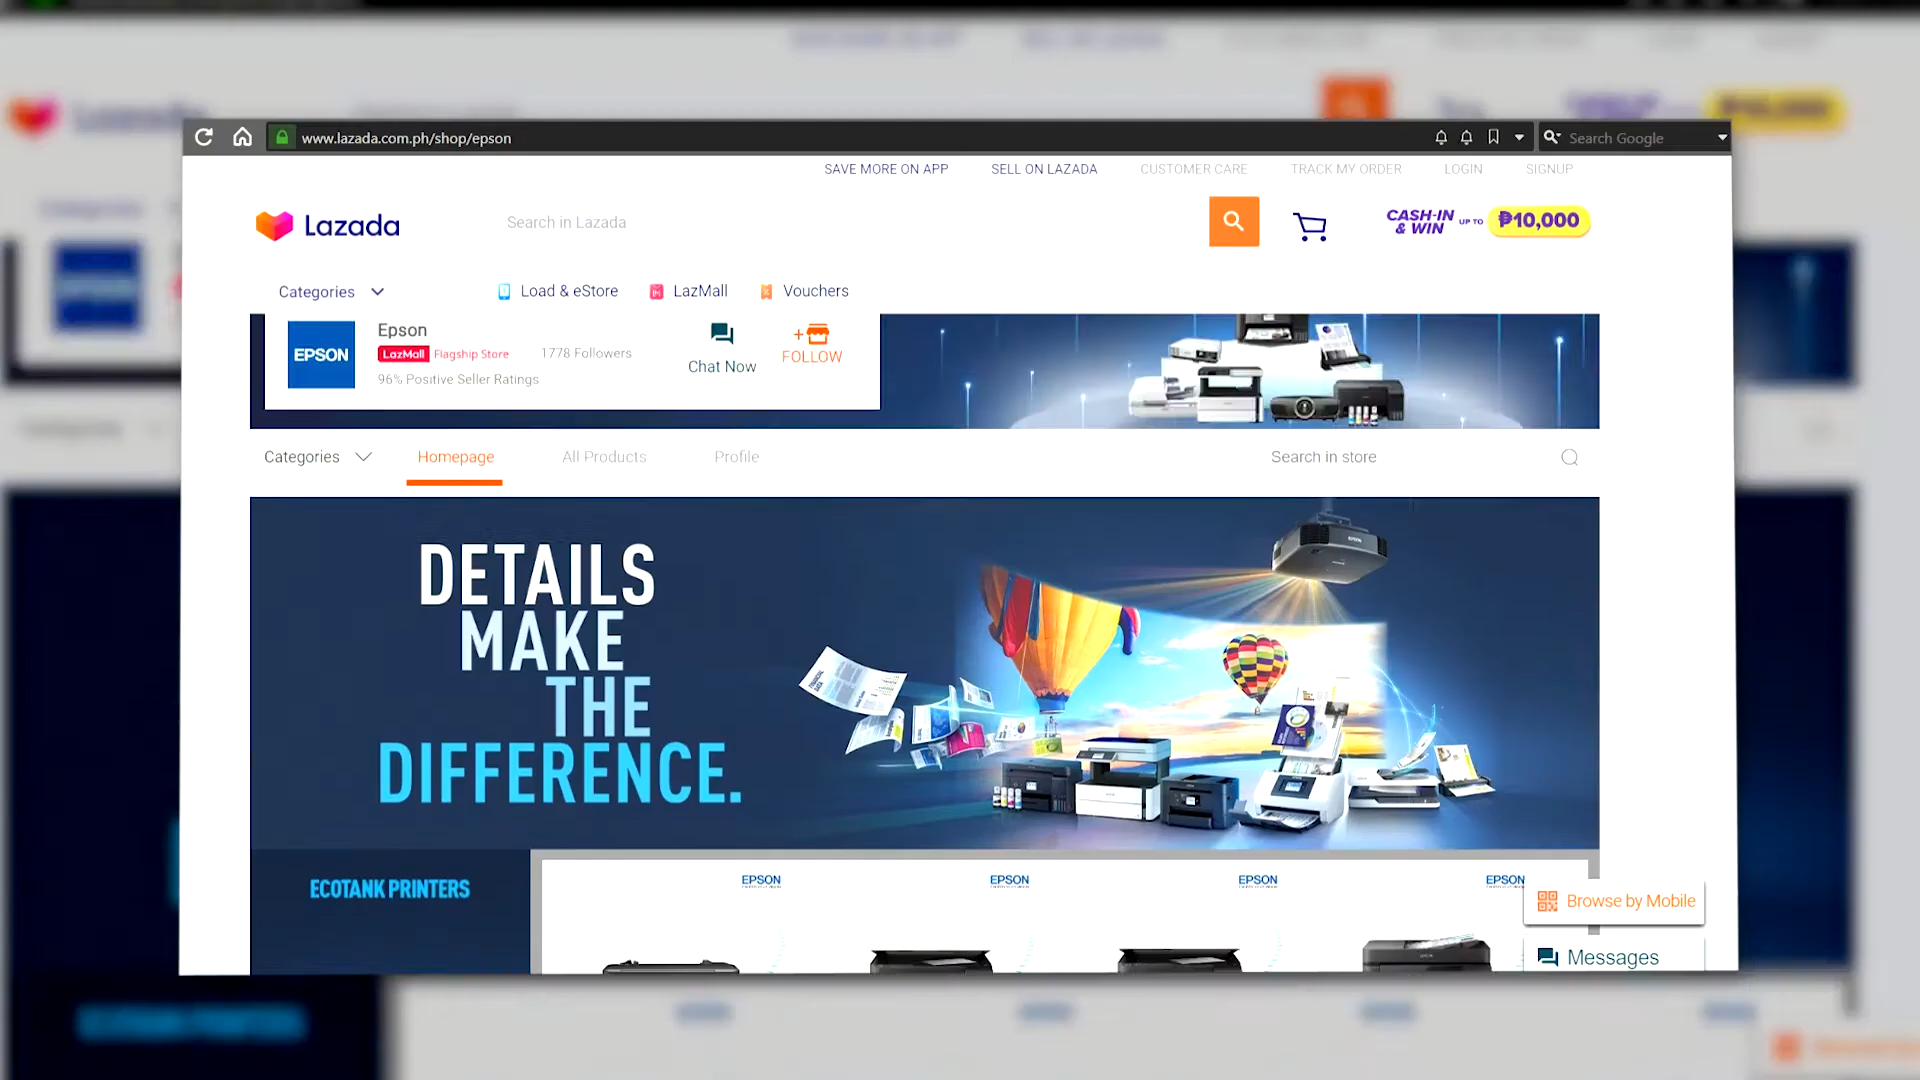 www.lazada.com.ph/shop/epson
Search Google
SAVE MORE ON APP SELL ON LAZADA CUSTOMER CARE TRACK MY ORDER LOGIN SIGNUP
Lazada
Search in Lazada
CASH-IN & WIN UP TO ₱10,000
Categories Load & eStore LazMall Vouchers
EPSON
Epson
LazMall Flagship Store 1778 Followers
96% Positive Seller Ratings
Chat Now
FOLLOW
Categories Homepage All Products Profile Search in store
DETAILS
MAKE
THE
DIFFERENCE.
ECOTANK PRINTERS
EPSON EPSON EPSON EPSON
Browse by Mobile
Messages